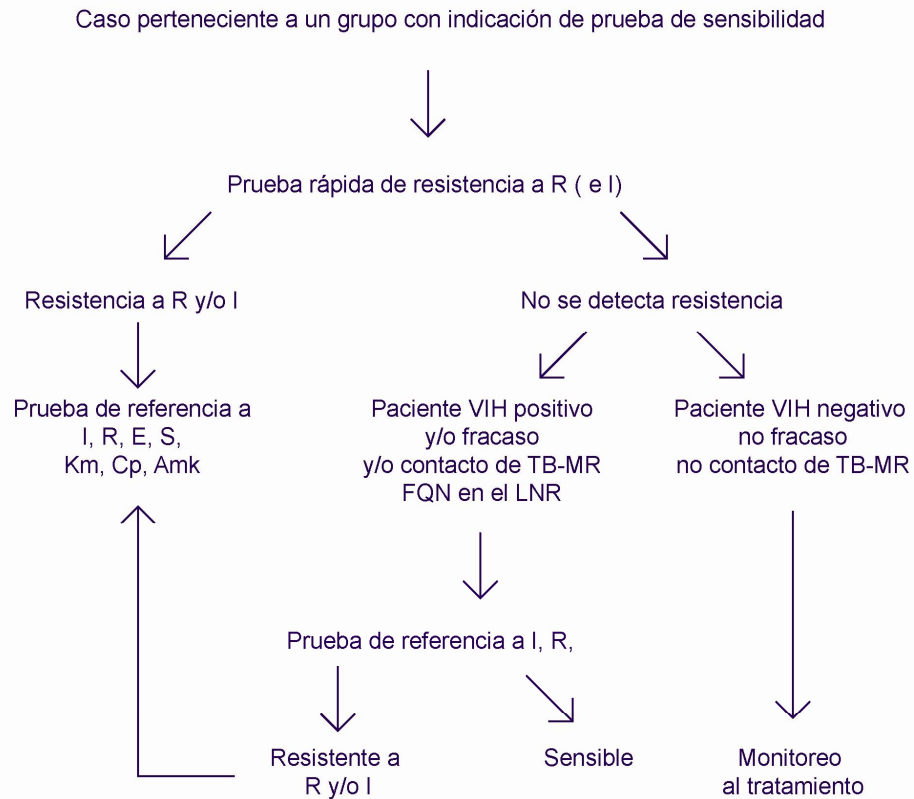 Caso perteneciente a un grupo con indicación de prueba de sensibilidad
Prueba rápida de resistencia a R ( e I)
Resistencia a R y/o I
No se detecta resistencia
Prueba de referencia a
I, R, E, S,
Km, Cp, Amk
Paciente VIH positivo
y/o fracaso
y/o contacto de TB-MR
FQN en el LNR
Paciente VIH negativo
no fracaso
no contacto de TB-MR
Prueba de referencia a I, R,
Resistente a
R y/o I
Sensible
Monitoreo
al tratamiento